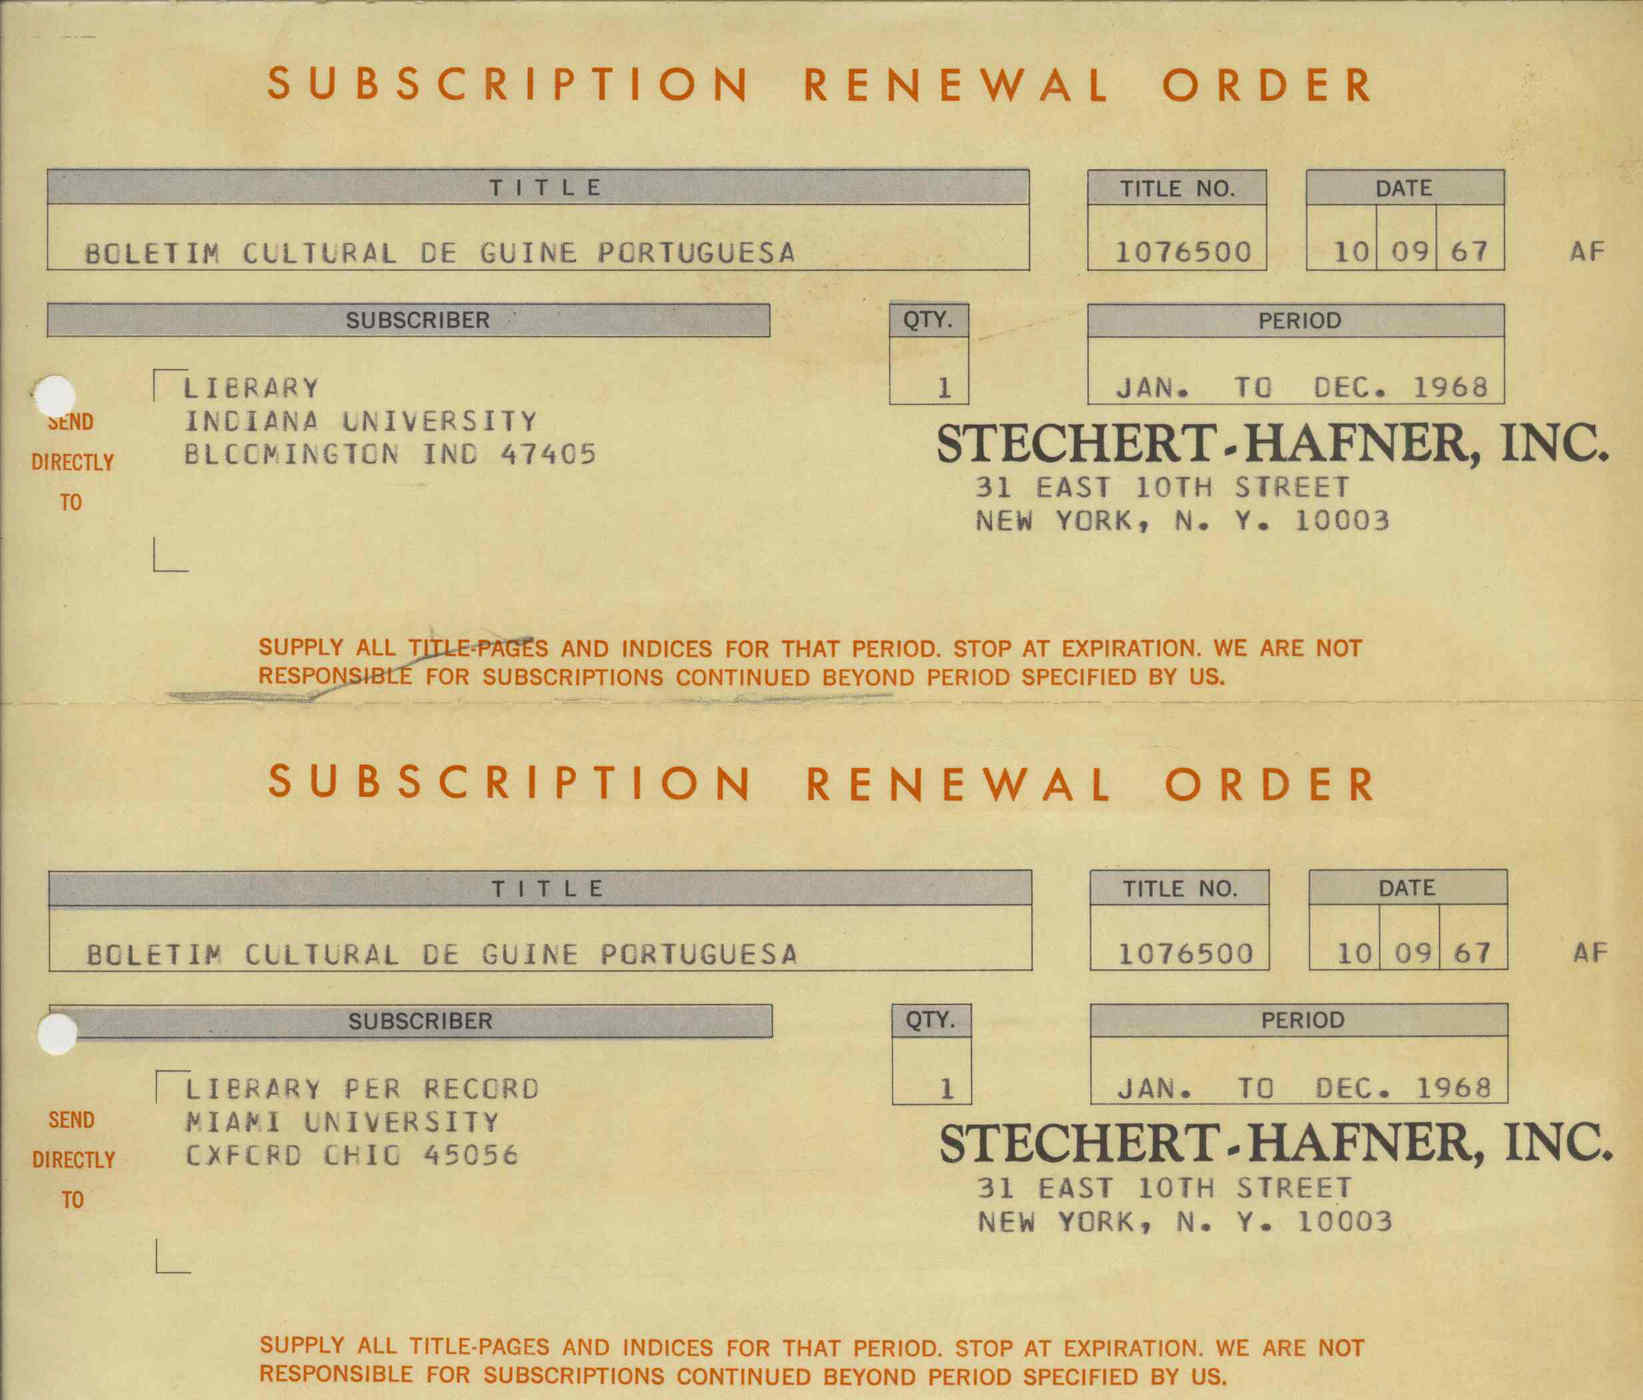 SUBSCRIPTION RENEWAL ORDER
TITLE TITLE NO. DATE
BOLETIM CULTURAL DE GUINE PORTUGUESA 1076500 10 09 67 AF
SUBSCRIBER QTY. PERIOD
LIBRARY 1 JAN. TO DEC. 1968
SEND INDIANA UNIVERSITY STECHERT-HAFNER, INC.
DIRECTLY BLOOMINGTON IND 47405 31 EAST 10TH STREET
TO NEW YORK, N. Y. 10003
SUPPLY ALL TITLE-PAGES AND INDICES FOR THAT PERIOD. STOP AT EXPIRATION. WE ARE NOT
RESPONSIBLE FOR SUBSCRIPTIONS CONTINUED BEYOND PERIOD SPECIFIED BY US.
SUBSCRIPTION RENEWAL ORDER
TITLE TITLE NO. DATE
BOLETIM CULTURAL DE GUINE PORTUGUESA 1076500 10 09 67 AF
SUBSCRIBER QTY. PERIOD
LIBRARY PER RECORD 1 JAN. TO DEC. 1968
SEND MIAMI UNIVERSITY STECHERT-HAFNER, INC.
DIRECTLY OXFORD OHIO 45056 31 EAST 10TH STREET
TO NEW YORK, N. Y. 10003
SUPPLY ALL TITLE-PAGES AND INDICES FOR THAT PERIOD. STOP AT EXPIRATION. WE ARE NOT
RESPONSIBLE FOR SUBSCRIPTIONS CONTINUED BEYOND PERIOD SPECIFIED BY US.